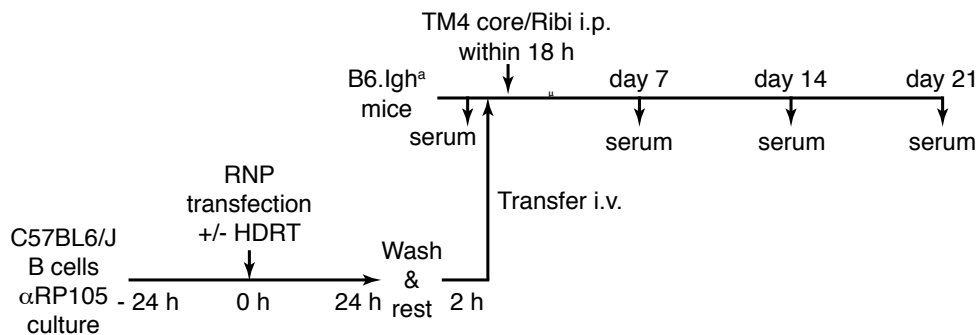 TM4 core/Ribi i.p.
within 18 h
B6.Ighᵃ
mice
day 7
day 14
day 21
μ
serum
serum
serum
serum
RNP
transfection
+/- HDRT
Transfer i.v.
C57BL6/J
B cells
αRP105
culture
- 24 h
0 h
24 h
Wash
&
rest
2 h